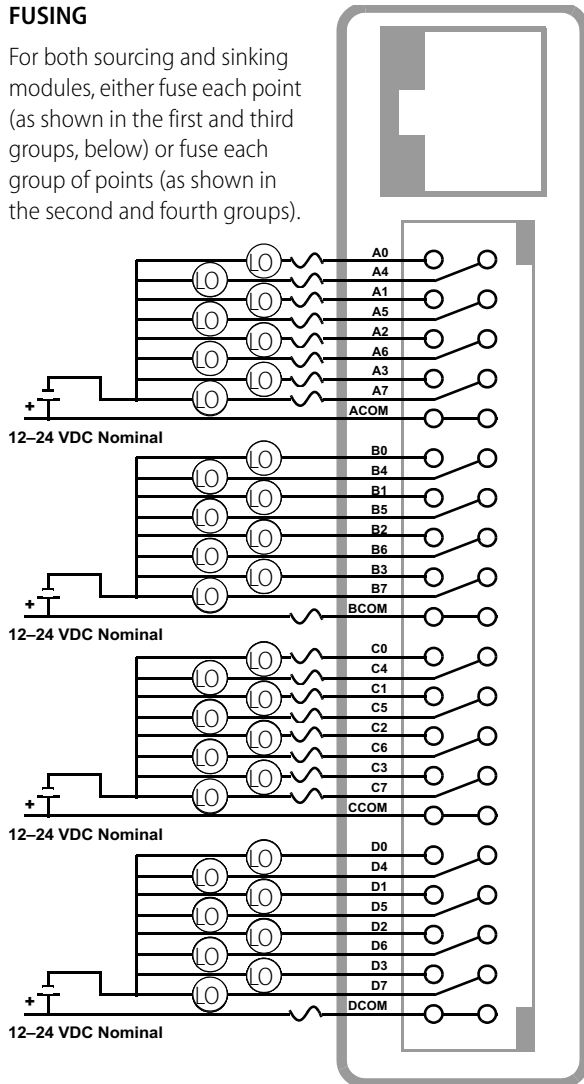 FUSING
For both sourcing and sinking
modules, either fuse each point
(as shown in the first and third
groups, below) or fuse each
group of points (as shown in
the second and fourth groups).
LO A0
LO A4
LO A1
LO A5
LO A2
LO A6
LO A3
LO A7
+ ACOM
12–24 VDC Nominal
LO B0
LO B4
LO B1
LO B5
LO B2
LO B6
LO B3
LO B7
+ BCOM
12–24 VDC Nominal
LO C0
LO C4
LO C1
LO C5
LO C2
LO C6
LO C3
LO C7
+ CCOM
12–24 VDC Nominal
LO D0
LO D4
LO D1
LO D5
LO D2
LO D6
LO D3
LO D7
+ DCOM
12–24 VDC Nominal